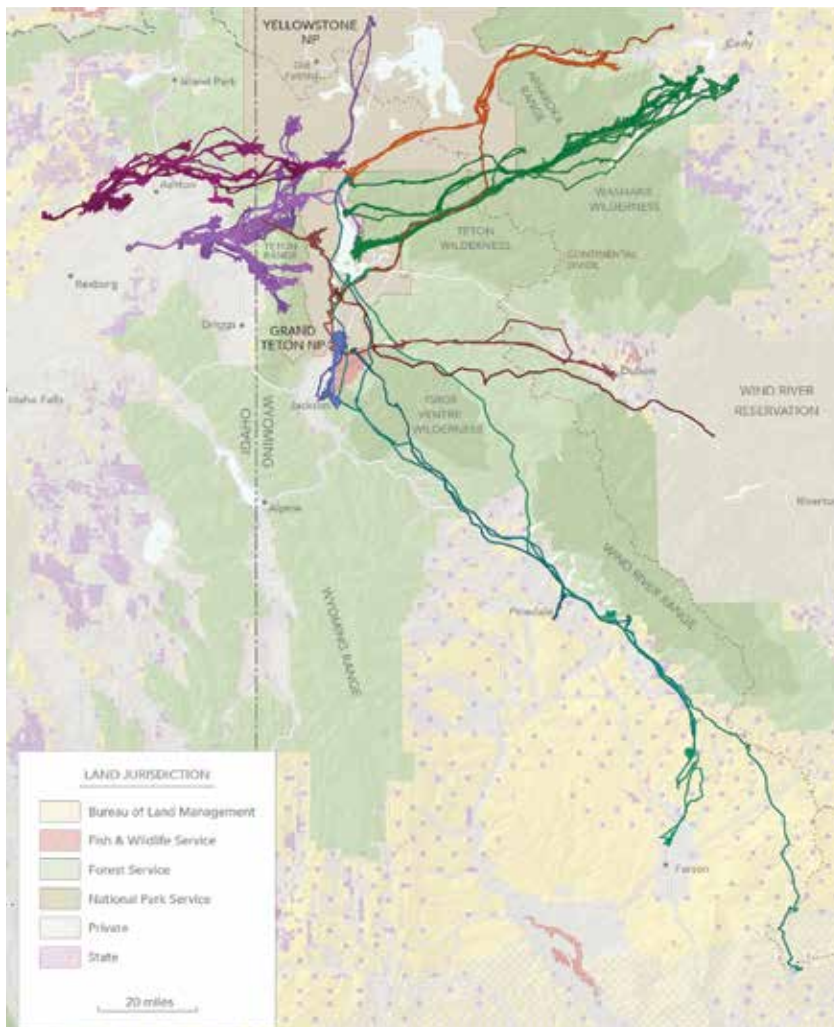 YELLOWSTONE
NP
Old
Faithful
Cody
Island Park
ABSAROKA
RANGE
Ashton
WASHAKIE
WILDERNESS
TETON
WILDERNESS
TETON
RANGE
CONTINENTAL
DIVIDE
Rexburg
Driggs
GRAND
TETON NP
Dubois
WIND RIVER
RESERVATION
Idaho Falls
Jackson
GROS
VENTRE
WILDERNESS
IDAHO
WYOMING
Alpine
Riverto
WIND RIVER RANGE
Pinedale
WYOMING RANGE
LAND JURISDICTION
Bureau of Land Management
Fish & Wildlife Service
Forest Service
National Park Service
Private
State
20 miles
Farson